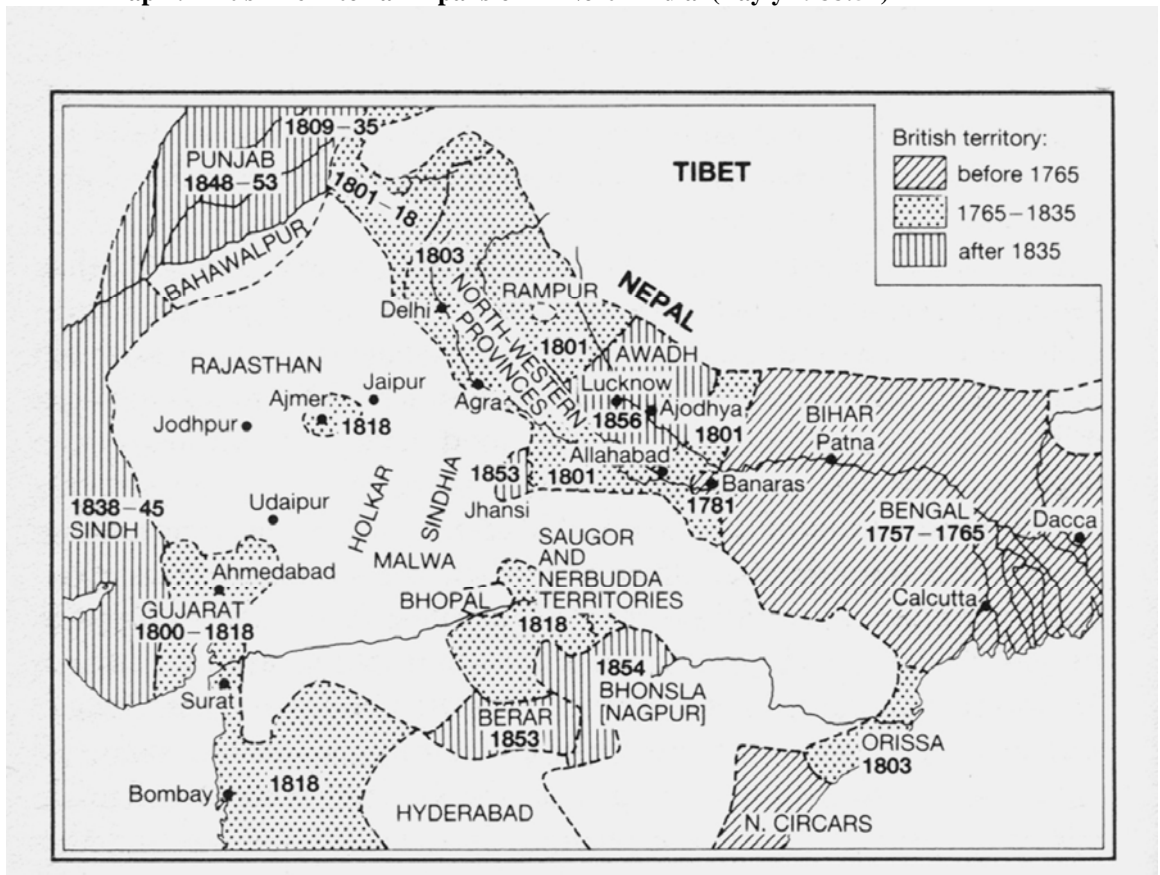 1809–35
PUNJAB
1848–53
1801–18
BAHAWALPUR
TIBET
British territory:
before 1765
1765–1835
after 1835
1803
Delhi
NORTH-WESTERN
PROVINCES
RAMPUR
NEPAL
1801
AWADH
Lucknow
1856
Ajodhya
1801
RAJASTHAN
Ajmer
Jaipur
1818
Jodhpur
Agra
BIHAR
Patna
Allahabad
1801
Banaras
1781
1853
Jhansi
HOLKAR
SINDHIA
Udaipur
1838–45
SINDH
MALWA
BENGAL
1757–1765
Dacca
Calcutta
Ahmedabad
GUJARAT
1800–1818
Surat
BHOPAL
SAUGOR
AND
NERBUDDA
TERRITORIES
1818
1854
BHONSLA
[NAGPUR]
BERAR
1853
ORISSA
1803
Bombay
1818
HYDERABAD
N. CIRCARS